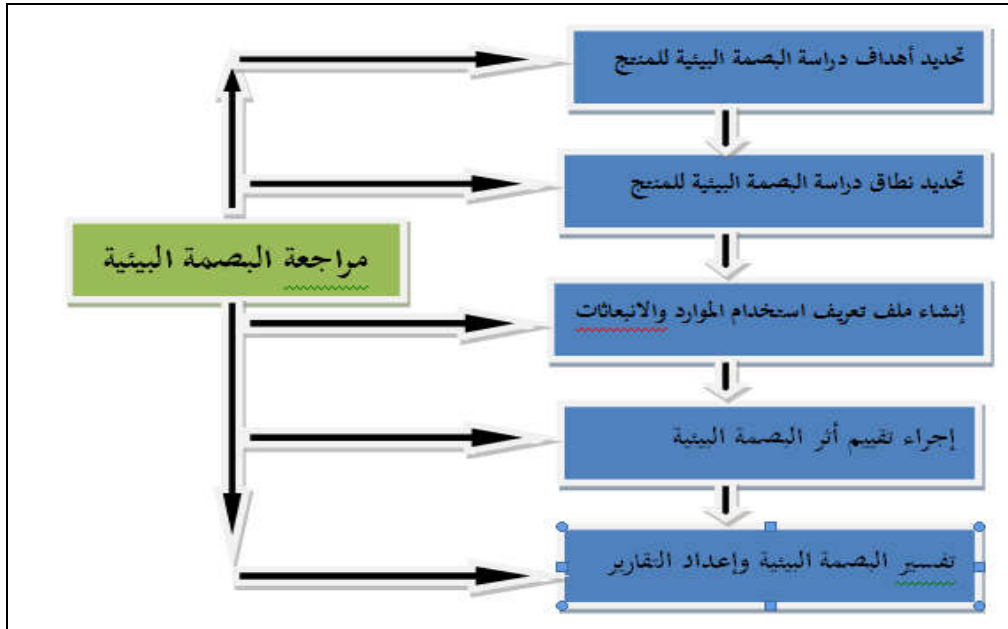 تحديد أهداف دراسة البصمة البيئية للمنتج
تحديد نطاق دراسة البصمة البيئية للمنتج
مراجعة البصمة البيئية
إنشاء ملف تعريف استخدام الموارد والانبعاثات
إجراء تقييم أثر البصمة البيئية
تفسير البصمة البيئية وإعداد التقارير